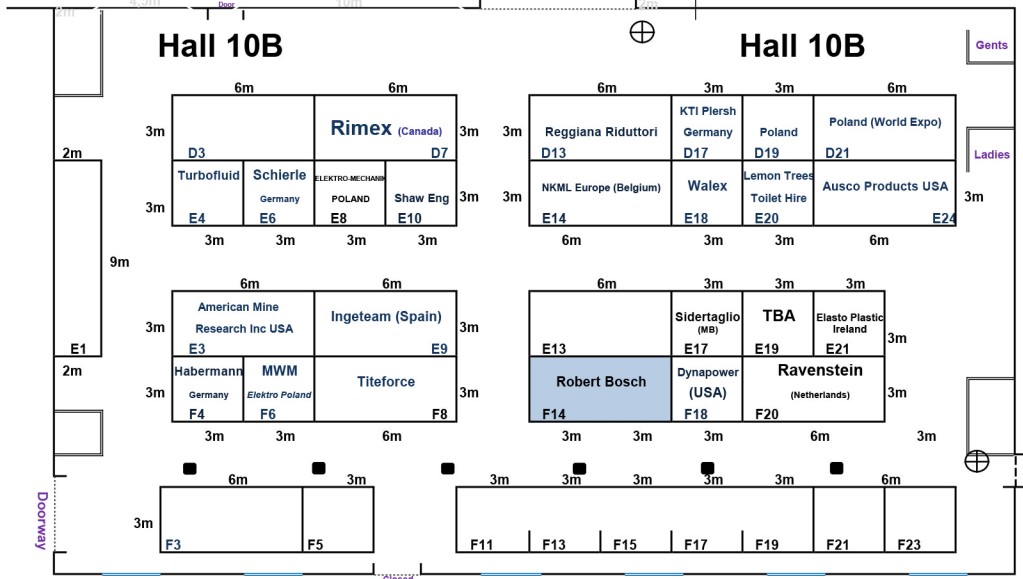 2m
4.5m
Door
10m
2m
Hall 10B
Hall 10B
Gents
6m
6m
6m
3m
3m
6m
3m
Rimex (Canada)
3m
3m
Reggiana Riduttori
KTI Plersh
Germany
Poland
Poland (World Expo)
D3
D7
D13
D17
D19
D21
2m
Ladies
Turbofluid
Schierle
Germany
ELEKTRO-MECHANIK
POLAND
Shaw Eng
NKML Europe (Belgium)
Walex
Lemon Trees
Toilet Hire
Ausco Products USA
3m
3m
3m
3m
E4
E6
E8
E10
E14
E18
E20
E24
3m
3m
3m
3m
6m
3m
3m
6m
9m
6m
6m
6m
3m
3m
3m
American Mine
Research Inc USA
Ingeteam (Spain)
Sidertaglio
(MB)
TBA
Elasto Plastic
Ireland
3m
3m
3m
E1
E3
E9
E13
E17
E19
E21
2m
Habermann
Germany
MWM
Elektro Poland
Titeforce
Robert Bosch
Dynapower
(USA)
Ravenstein
(Netherlands)
3m
3m
3m
F4
F6
F8
F14
F18
F20
3m
3m
6m
3m
3m
3m
6m
3m
6m
3m
3m
3m
3m
3m
3m
6m
Doorway
3m
F3
F5
F11
F13
F15
F17
F19
F21
F23
Closed